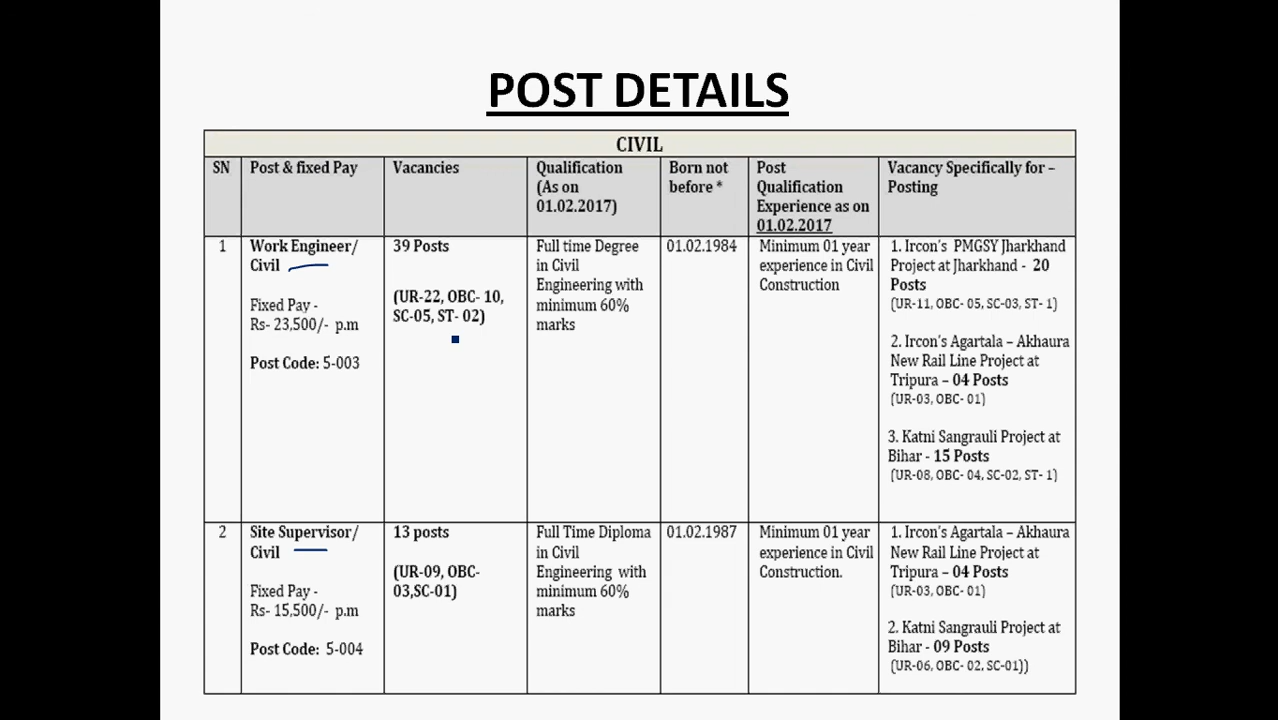 POST DETAILS
CIVIL
SN
Post & fixed Pay
Vacancies
Qualification
(As on
01.02.2017)
Born not
before *
Post
Qualification
Experience as on
01.02.2017
Vacancy Specifically for –
Posting
1
Work Engineer/
Civil
Fixed Pay -
Rs- 23,500/- p.m
Post Code: 5-003
39 Posts
(UR-22, OBC- 10,
SC-05, ST- 02)
Full time Degree
in Civil
Engineering with
minimum 60%
marks
01.02.1984
Minimum 01 year
experience in Civil
Construction
1. Ircon's PMGSY Jharkhand
Project at Jharkhand - 20
Posts
(UR-11, OBC- 05, SC-03, ST- 1)
2. Ircon's Agartala – Akhaura
New Rail Line Project at
Tripura – 04 Posts
(UR-03, OBC- 01)
3. Katni Sangrauli Project at
Bihar - 15 Posts
(UR-08, OBC- 04, SC-02, ST- 1)
2
Site Supervisor/
Civil
Fixed Pay -
Rs- 15,500/- p.m
Post Code: 5-004
13 posts
(UR-09, OBC-
03,SC-01)
Full Time Diploma
in Civil
Engineering with
minimum 60%
marks
01.02.1987
Minimum 01 year
experience in Civil
Construction.
1. Ircon's Agartala – Akhaura
New Rail Line Project at
Tripura – 04 Posts
(UR-03, OBC- 01)
2. Katni Sangrauli Project at
Bihar - 09 Posts
(UR-06, OBC- 02, SC-01))